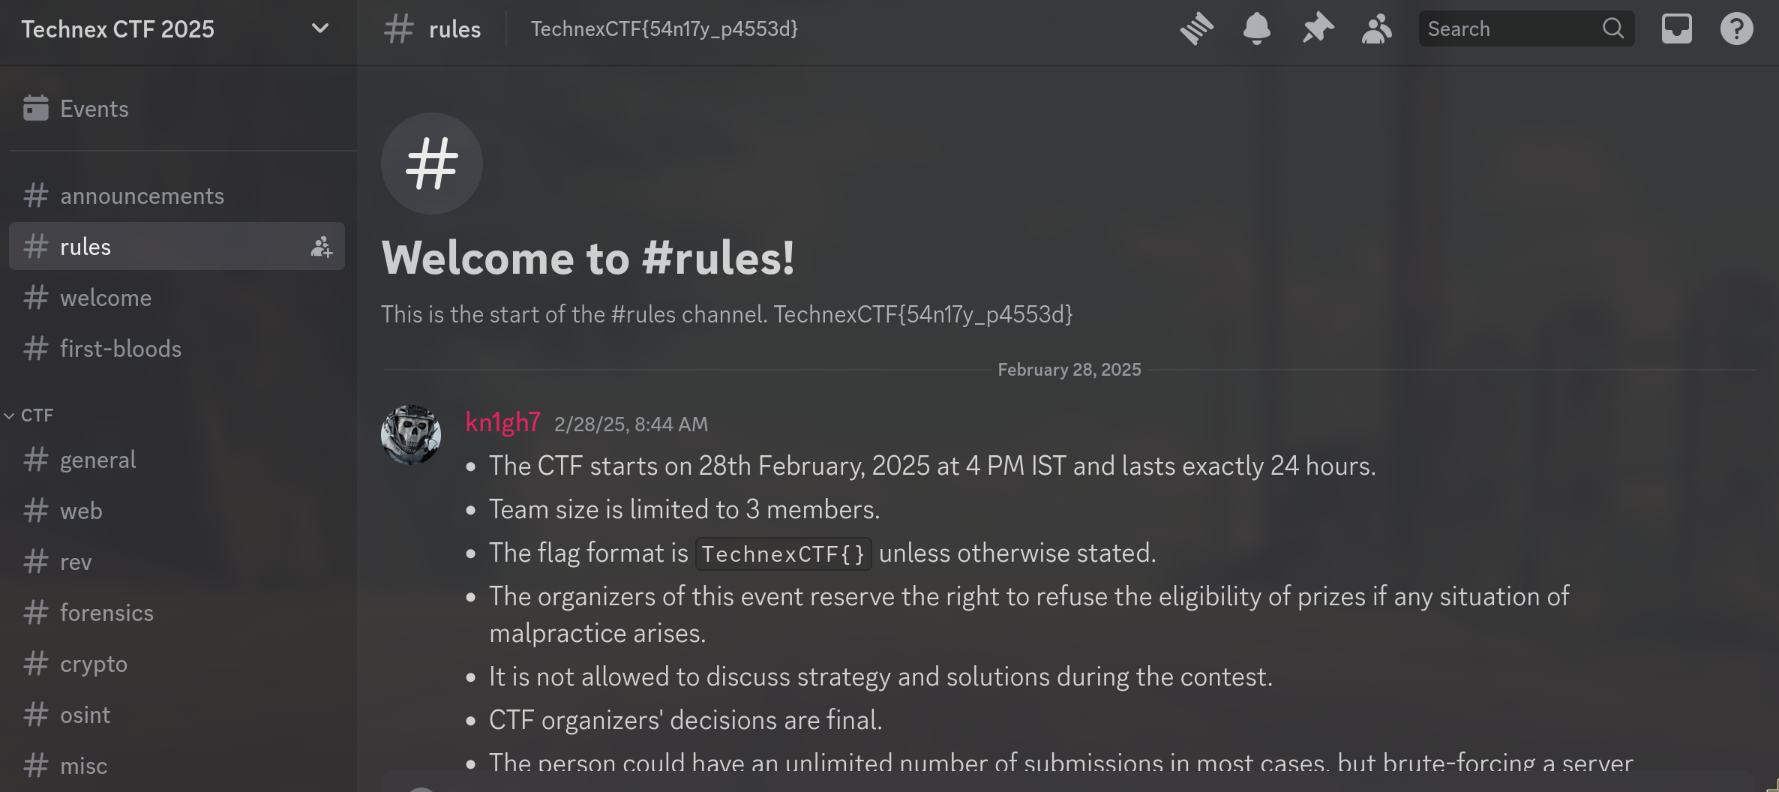 Technex CTF 2025
# rules
TechnexCTF{54n17y_p4553d}
Search
Events
# announcements
# rules
# welcome
# first-bloods
CTF
# general
# web
# rev
# forensics
# crypto
# osint
# misc
#
Welcome to #rules!
This is the start of the #rules channel. TechnexCTF{54n17y_p4553d}
February 28, 2025
kn1gh7 2/28/25, 8:44 AM
• The CTF starts on 28th February, 2025 at 4 PM IST and lasts exactly 24 hours.
• Team size is limited to 3 members.
• The flag format is TechnexCTF{} unless otherwise stated.
• The organizers of this event reserve the right to refuse the eligibility of prizes if any situation of
malpractice arises.
• It is not allowed to discuss strategy and solutions during the contest.
• CTF organizers' decisions are final.
• The person could have an unlimited number of submissions in most cases, but brute-forcing a server